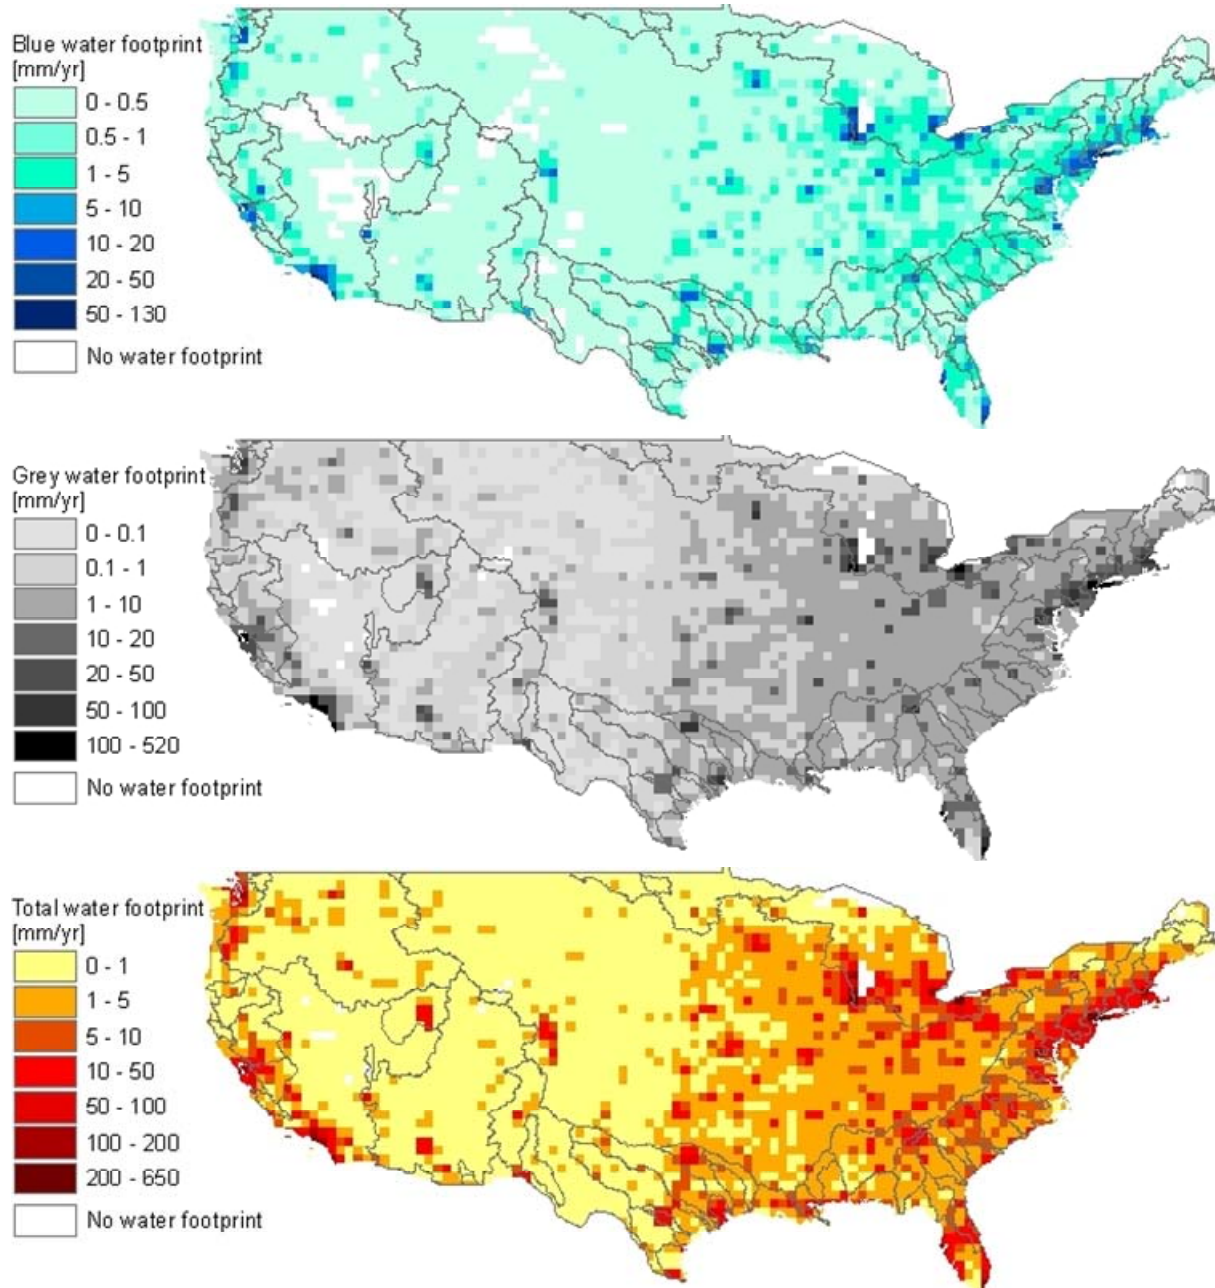 Blue water footprint
[mm/yr]
0 - 0.5
0.5 - 1
1 - 5
5 - 10
10 - 20
20 - 50
50 - 130
No water footprint
Grey water footprint
[mm/yr]
0 - 0.1
0.1 - 1
1 - 10
10 - 20
20 - 50
50 - 100
100 - 520
No water footprint
Total water footprint
[mm/yr]
0 - 1
1 - 5
5 - 10
10 - 50
50 - 100
100 - 200
200 - 650
No water footprint